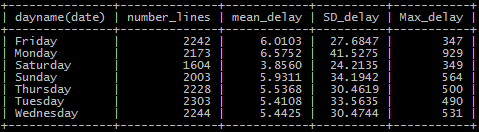 | dayname(date) | number_lines | mean_delay | SD_delay | Max_delay |
| Friday | 2242 | 6.0103 | 27.6847 | 347 |
| Monday | 2173 | 6.5752 | 41.5275 | 929 |
| Saturday | 1604 | 3.8560 | 24.2135 | 349 |
| Sunday | 2003 | 5.9311 | 34.1942 | 564 |
| Thursday | 2228 | 5.5368 | 30.4619 | 500 |
| Tuesday | 2303 | 5.4108 | 33.5635 | 490 |
| Wednesday | 2244 | 5.4425 | 30.4744 | 531 |